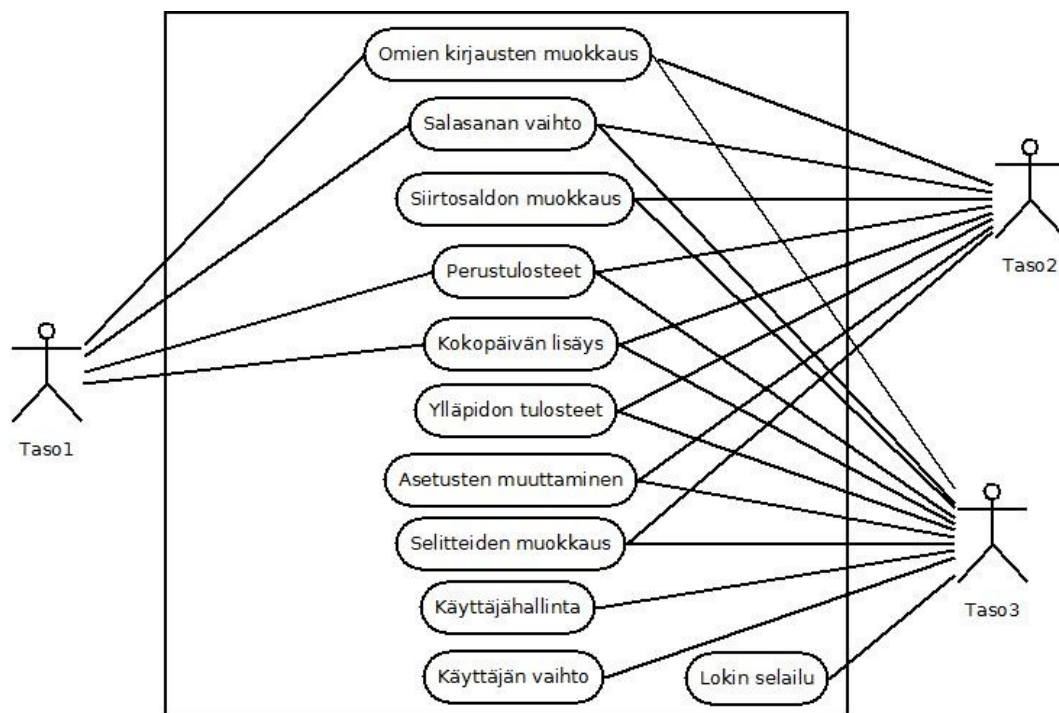 Omien kirjausten muokkaus
Salasanan vaihto
Siirtosaldon muokkaus
Taso2
Perustulosteet
Kokopäivän lisäys
Taso1
Ylläpidon tulosteet
Asetusten muuttaminen
Selitteiden muokkaus
Käyttäjähallinta
Taso3
Käyttäjän vaihto
Lokin selailu